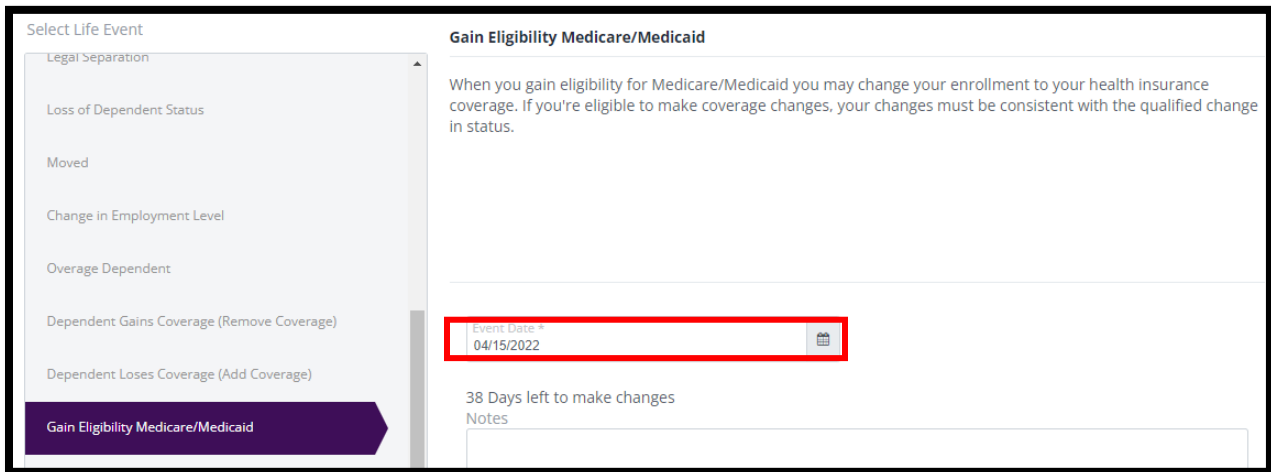 Select Life Event
Legal Separation
Loss of Dependent Status
Moved
Change in Employment Level
Overage Dependent
Dependent Gains Coverage (Remove Coverage)
Dependent Loses Coverage (Add Coverage)
Gain Eligibility Medicare/Medicaid
Gain Eligibility Medicare/Medicaid
When you gain eligibility for Medicare/Medicaid you may change your enrollment to your health insurance
coverage. If you're eligible to make coverage changes, your changes must be consistent with the qualified change
in status.
Event Date *
04/15/2022
38 Days left to make changes
Notes